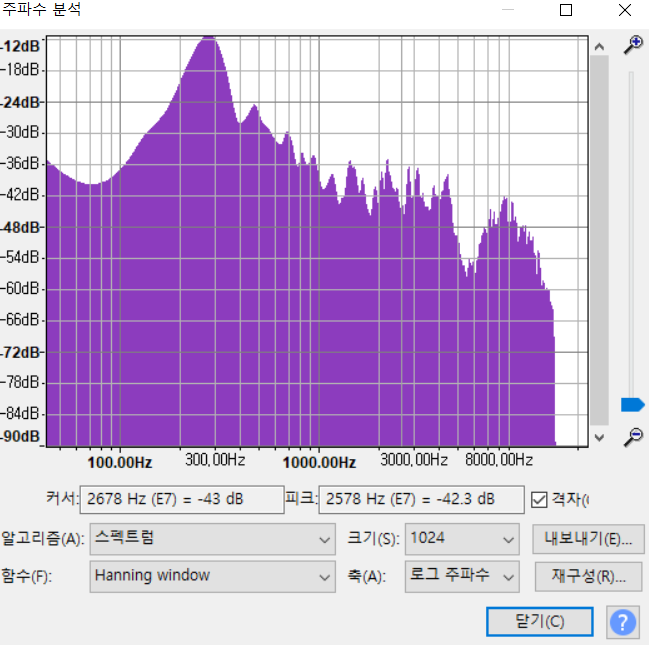 주파수 분석
-12dB
-18dB
-24dB
-30dB
-36dB
-42dB
-48dB
-54dB
-60dB
-66dB
-72dB
-78dB
-84dB
-90dB
100.00Hz 300,00Hz 1000.00Hz 3000,00Hz 8000,00Hz
커서: 2678 Hz (E7) = -43 dB 피크: 2578 Hz (E7) = -42.3 dB 격자(
알고리즘(A): 스펙트럼 크기(S): 1024 내보내기(E)...
함수(F): Hanning window 축(A): 로그 주파수 재구성(R)...
닫기(C) ?